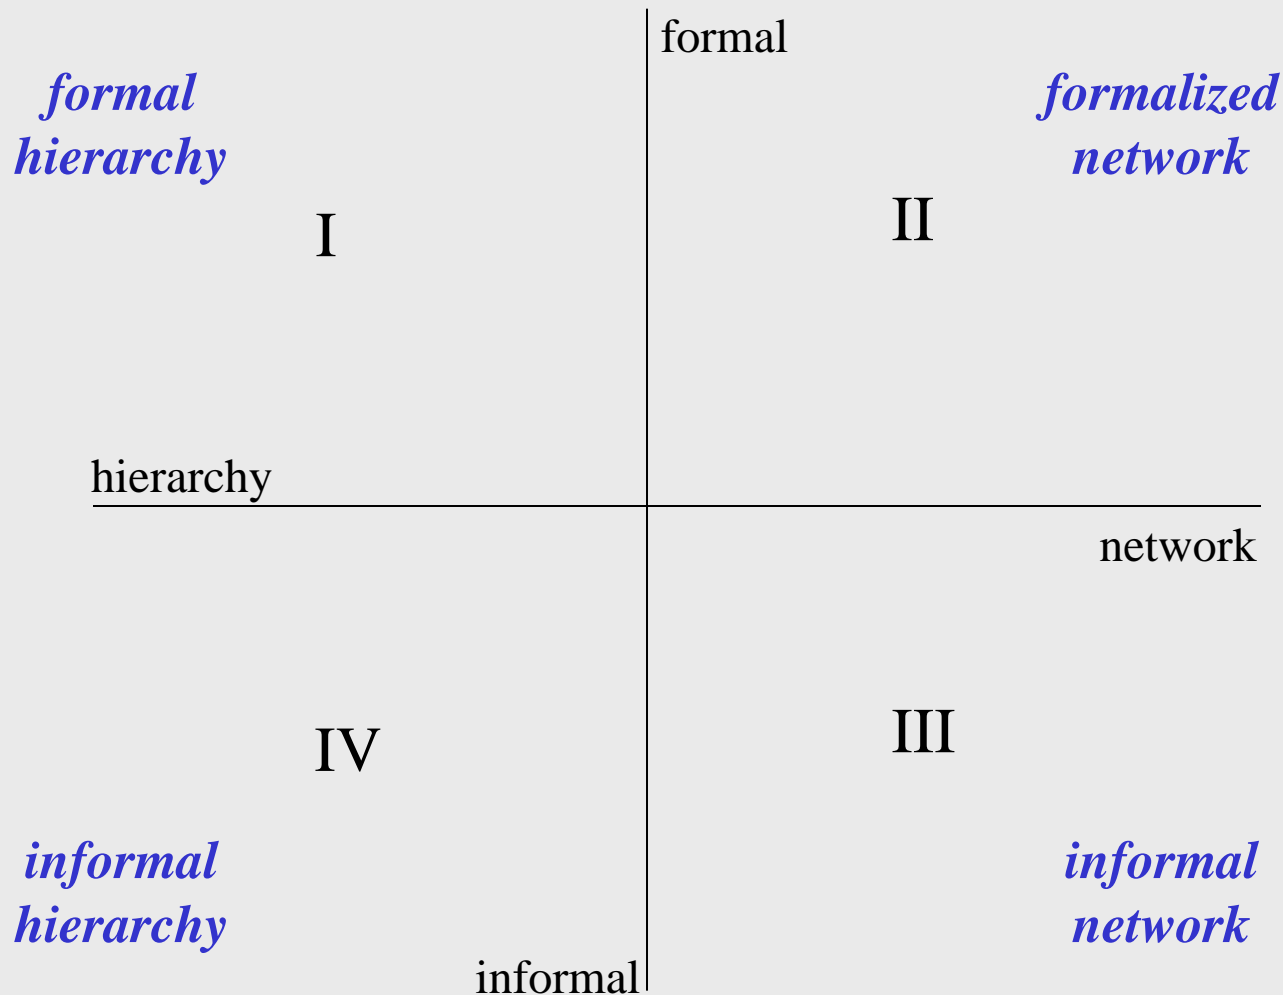 formal
formal
hierarchy
formalized
network
I
II
hierarchy
network
IV
III
informal
hierarchy
informal
network
informal